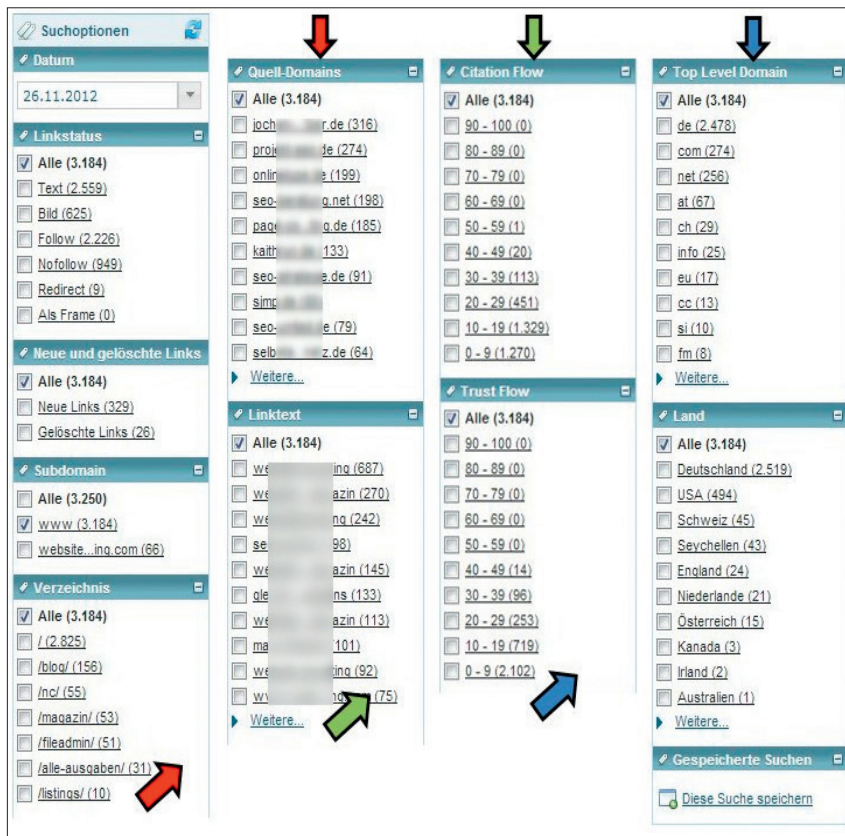 Suchoptionen
Datum
26.11.2012
Linkstatus
Alle (3.184)
Text (2.559)
Bild (625)
Follow (2.226)
Nofollow (949)
Redirect (9)
Als Frame (0)
Neue und gelöschte Links
Alle (3.184)
Neue Links (329)
Gelöschte Links (26)
Subdomain
Alle (3.250)
www (3.184)
website...ing.com (66)
Verzeichnis
Alle (3.184)
/ (2.825)
/blog/ (156)
/nc/ (55)
/magazin/ (53)
/fileadmin/ (51)
/alle-ausgaben/ (31)
/listings/ (10)
Quell-Domains
Alle (3.184)
(316)
(274)
(199)
(198)
(185)
133)
(91)
(79)
(64)
Weitere...
Linktext
Alle (3.184)
(687)
(270)
(242)
98)
(145)
(133)
(113)
101)
(92)
(75)
Weitere...
Citation Flow
Alle (3.184)
90 - 100 (0)
80 - 89 (0)
70 - 79 (0)
60 - 69 (0)
50 - 59 (1)
40 - 49 (20)
30 - 39 (113)
20 - 29 (451)
10 - 19 (1.329)
0 - 9 (1.270)
Trust Flow
Alle (3.184)
90 - 100 (0)
80 - 89 (0)
70 - 79 (0)
60 - 69 (0)
50 - 59 (0)
40 - 49 (14)
30 - 39 (96)
20 - 29 (253)
10 - 19 (719)
0 - 9 (2.102)
Top Level Domain
Alle (3.184)
de (2.478)
com (274)
net (256)
at (67)
ch (29)
info (25)
eu (17)
cc (13)
si (10)
fm (8)
Weitere...
Land
Alle (3.184)
Deutschland (2.519)
USA (494)
Schweiz (45)
Seychellen (43)
England (24)
Niederlande (21)
Österreich (15)
Kanada (3)
Irland (2)
Australien (1)
Weitere...
Gespeicherte Suchen
Diese Suche speichern